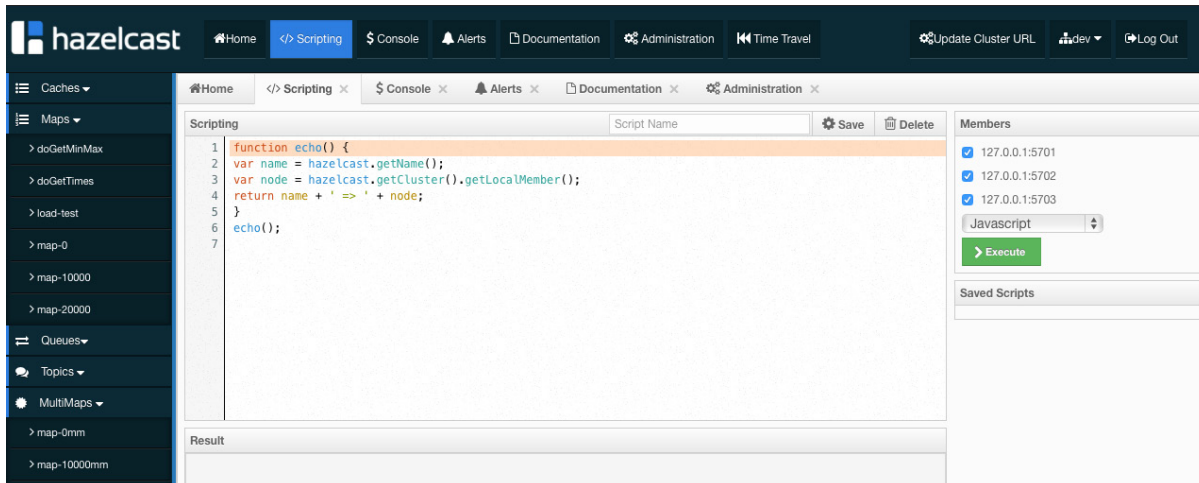 hazelcast
Home
</> Scripting
$ Console
Alerts
Documentation
Administration
Time Travel
Update Cluster URL
dev
Log Out
Caches
Maps
> doGetMinMax
> doGetTimes
> load-test
> map-0
> map-10000
> map-20000
Queues
Topics
MultiMaps
> map-0mm
> map-10000mm
Home
</> Scripting ×
$ Console ×
Alerts ×
Documentation ×
Administration ×
Scripting
Script Name
Save
Delete
1 function echo() {
2 var name = hazelcast.getName();
3 var node = hazelcast.getCluster().getLocalMember();
4 return name + ' => ' + node;
5 }
6 echo();
7
Result
Members
127.0.0.1:5701
127.0.0.1:5702
127.0.0.1:5703
Javascript
Execute
Saved Scripts